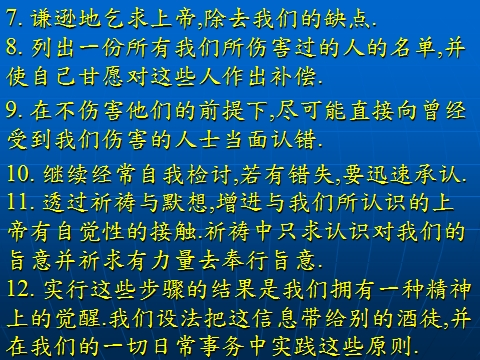 7. 谦逊地乞求上帝,除去我们的缺点.
8. 列出一份所有我们所伤害过的人的名单,并
使自己甘愿对这些人作出补偿.
9. 在不伤害他们的前提下,尽可能直接向曾经
受到我们伤害的人士当面认错.
10. 继续经常自我检讨,若有错失,要迅速承认.
11. 透过祈祷与默想,增进与我们所认识的上
帝有自觉性的接触.祈祷中只求认识对我们的
旨意并祈求有力量去奉行旨意.
12. 实行这些步骤的结果是我们拥有一种精神
上的觉醒.我们设法把这信息带给别的酒徒,并
在我们的一切日常事务中实践这些原则.